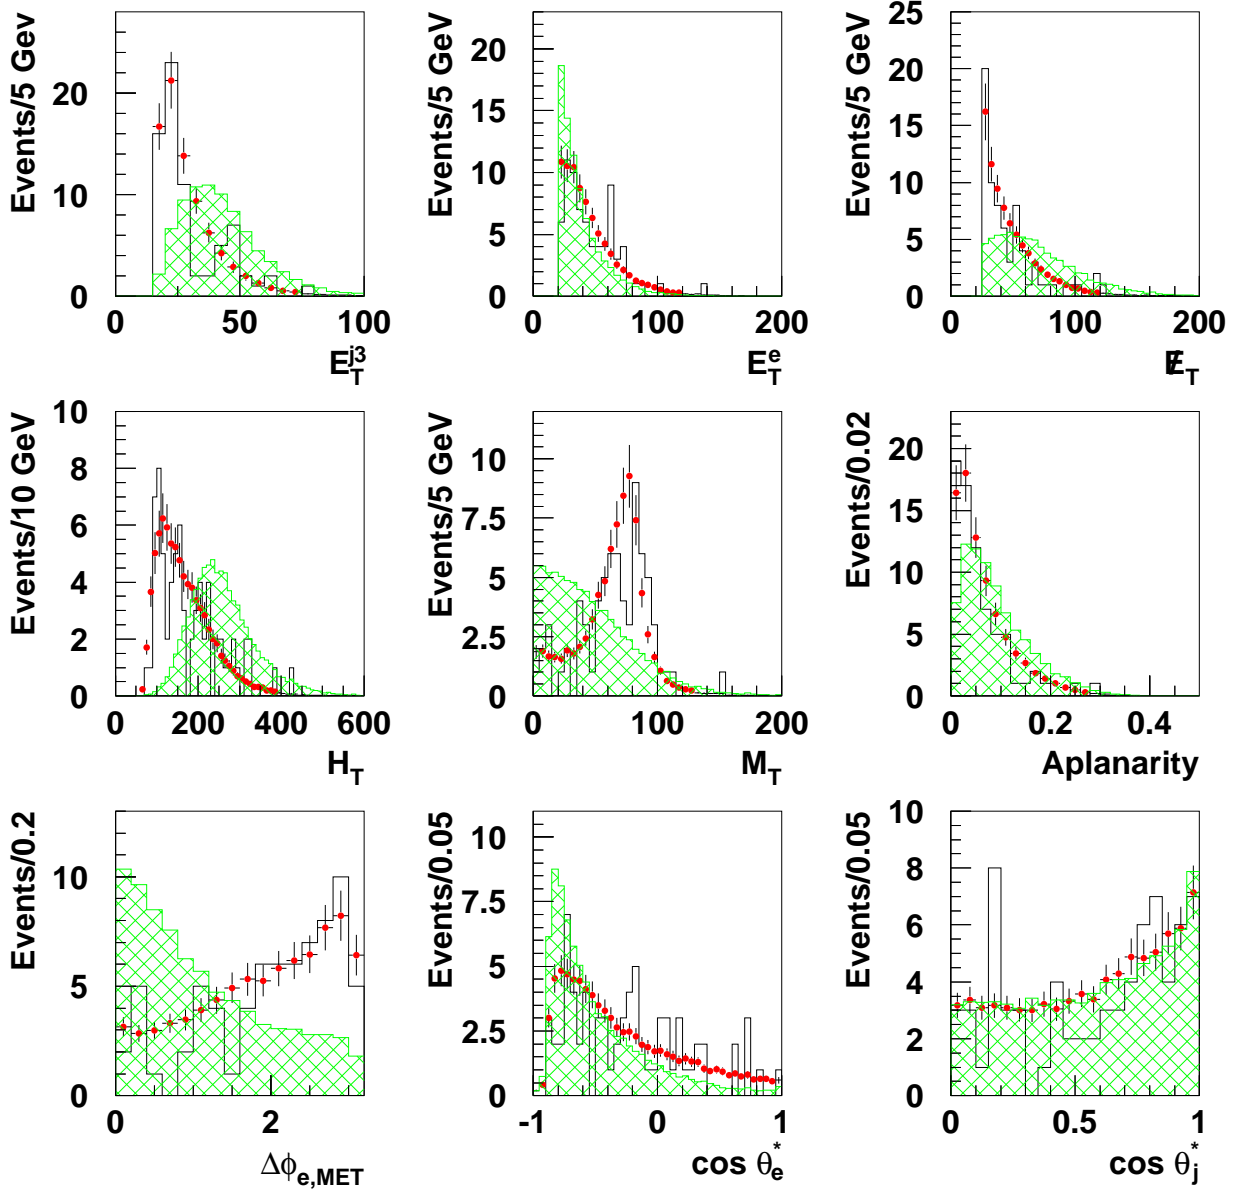 Events/5 GeV
20
10
0
0 50 100
E_T^j3
Events/5 GeV
20
15
10
5
0
0 100 200
E_T^e
Events/5 GeV
25
20
15
10
5
0
0 100 200
E̸_T
Events/10 GeV
10
8
6
4
2
0
0 200 400 600
H_T
Events/5 GeV
10
7.5
5
2.5
0
0 100 200
M_T
Events/0.02
20
15
10
5
0
0 0.2 0.4
Aplanarity
Events/0.2
10
5
0
0 2
Δϕ_e,MET
Events/0.05
10
7.5
5
2.5
0
-1 0 1
cos θ_e^*
Events/0.05
10
8
6
4
2
0
0 0.5 1
cos θ_j^*